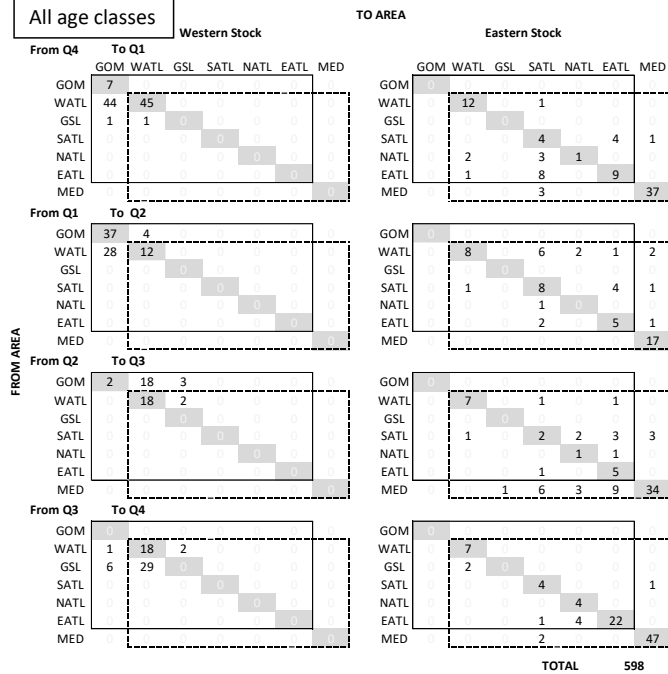 All age classes
TO AREA
Western Stock Eastern Stock
From Q4 To Q1
GOM WATL GSL SATL NATL EATL MED GOM WATL GSL SATL NATL EATL MED
GOM 7 GOM
WATL 44 45 WATL 12 1
GSL 1 1 GSL
SATL SATL 4 4 1
NATL NATL 2 3 1
EATL EATL 1 8 9
MED MED 3 37
From Q1 To Q2
GOM 37 4 GOM
WATL 28 12 WATL 8 6 2 1 2
GSL GSL
SATL SATL 1 8 4 1
NATL NATL 1
EATL EATL 2 5 1
MED MED 17
FROM AREA
From Q2 To Q3
GOM 2 18 3 GOM
WATL 18 2 WATL 7 1 1
GSL GSL
SATL SATL 1 2 2 3 3
NATL NATL 1 1
EATL EATL 1 5
MED MED 1 6 3 9 34
From Q3 To Q4
GOM GOM
WATL 1 18 2 WATL 7
GSL 6 29 GSL 2
SATL SATL 4 1
NATL NATL 4
EATL EATL 1 4 22
MED MED 2 47
TOTAL 598